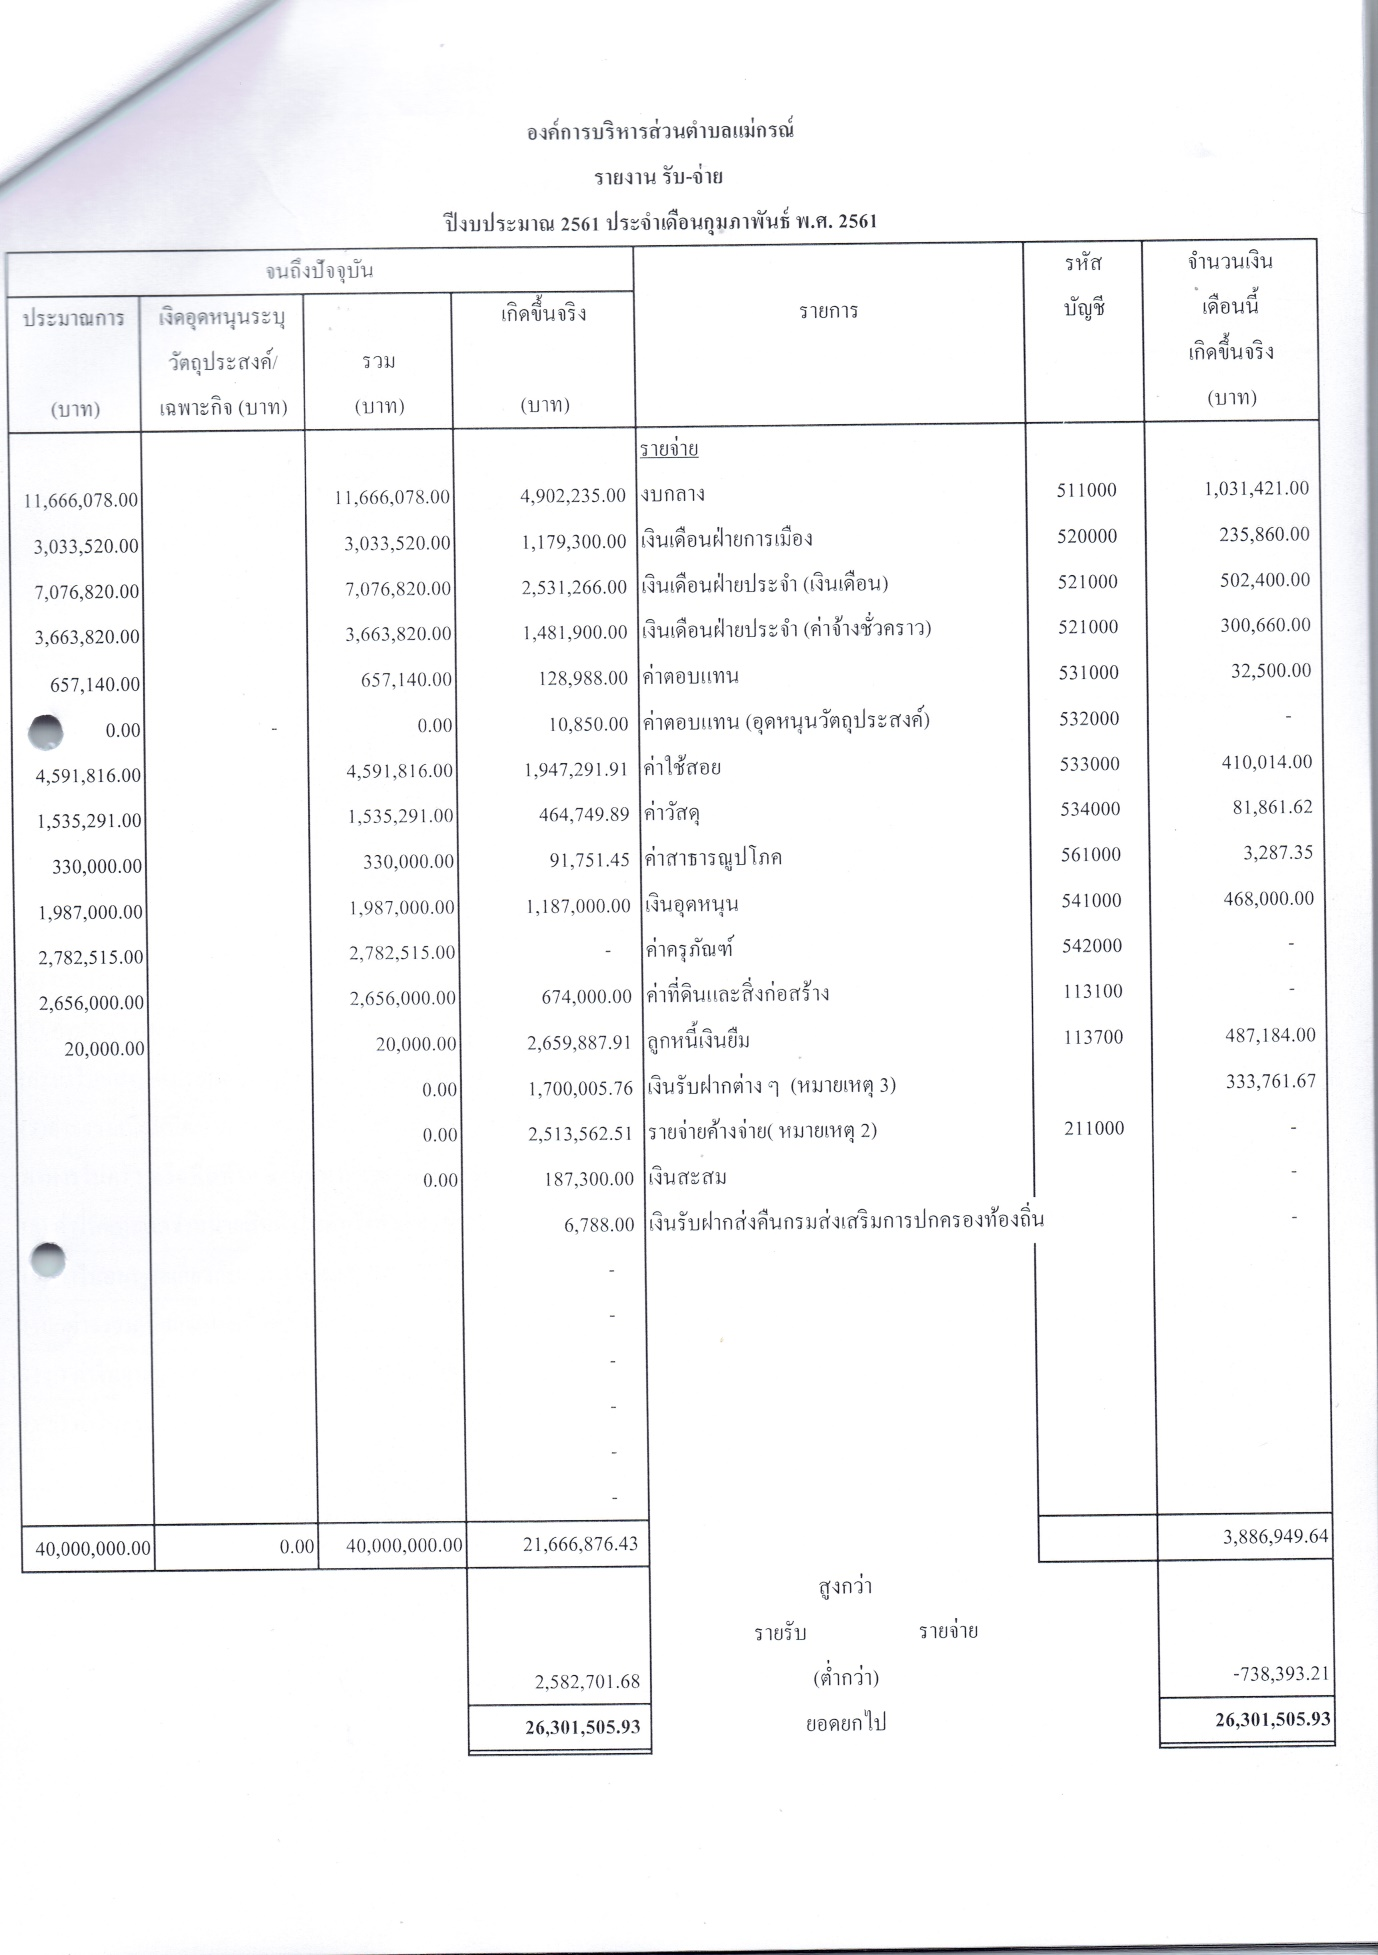 องค์การบริหารส่วนตำบลแม่กรณ์
รายงาน รับ-จ่าย
ปีงบประมาณ 2561 ประจำเดือนกุมภาพันธ์ พ.ศ. 2561
จนถึงปัจจุบัน รายการ รหัส บัญชี จำนวนเงิน เดือนนี้ เกิดขึ้นจริง (บาท)
ประมาณการ (บาท) เงิดอุดหนุนระบุ วัตถุประสงค์/ เฉพาะกิจ (บาท) รวม (บาท) เกิดขึ้นจริง (บาท)
รายจ่าย
11,666,078.00 11,666,078.00 4,902,235.00 งบกลาง 511000 1,031,421.00
3,033,520.00 3,033,520.00 1,179,300.00 เงินเดือนฝ่ายการเมือง 520000 235,860.00
7,076,820.00 7,076,820.00 2,531,266.00 เงินเดือนฝ่ายประจำ (เงินเดือน) 521000 502,400.00
3,663,820.00 3,663,820.00 1,481,900.00 เงินเดือนฝ่ายประจำ (ค่าจ้างชั่วคราว) 521000 300,660.00
657,140.00 657,140.00 128,988.00 ค่าตอบแทน 531000 32,500.00
0.00 - 0.00 10,850.00 ค่าตอบแทน (อุดหนุนวัตถุประสงค์) 532000 -
4,591,816.00 4,591,816.00 1,947,291.91 ค่าใช้สอย 533000 410,014.00
1,535,291.00 1,535,291.00 464,749.89 ค่าวัสดุ 534000 81,861.62
330,000.00 330,000.00 91,751.45 ค่าสาธารณูปโภค 561000 3,287.35
1,987,000.00 1,987,000.00 1,187,000.00 เงินอุดหนุน 541000 468,000.00
2,782,515.00 2,782,515.00 - ค่าครุภัณฑ์ 542000 -
2,656,000.00 2,656,000.00 674,000.00 ค่าที่ดินและสิ่งก่อสร้าง 113100 -
20,000.00 20,000.00 2,659,887.91 ลูกหนี้เงินยืม 113700 487,184.00
0.00 1,700,005.76 เงินรับฝากต่าง ๆ (หมายเหตุ 3) 333,761.67
0.00 2,513,562.51 รายจ่ายค้างจ่าย( หมายเหตุ 2) 211000 -
0.00 187,300.00 เงินสะสม -
6,788.00 เงินรับฝากส่งคืนกรมส่งเสริมการปกครองท้องถิ่น -
-
-
-
-
-
-
40,000,000.00 0.00 40,000,000.00 21,666,876.43 3,886,949.64
สูงกว่า
รายรับ รายจ่าย
2,582,701.68 (ต่ำกว่า) -738,393.21
26,301,505.93 ยอดยกไป 26,301,505.93